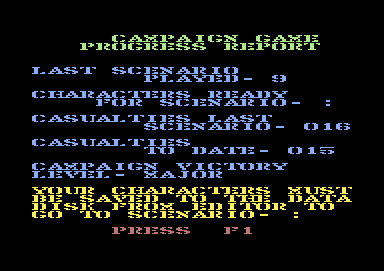 CAMPAIGN GAME
PROGRESS REPORT
LAST SCENARIO
PLAYED- 9
CHARACTERS READY
FOR SCENARIO- :
CASUALTIES LAST
SCENARIO- 016
CASUALTIES
TO DATE- 015
CAMPAIGN VICTORY
LEVEL- MAJOR
YOUR CHARACTERS MUST
BE SAVED TO THE DATA
DISK FROM EDITOR TO
GO TO SCENARIO- :
PRESS F1